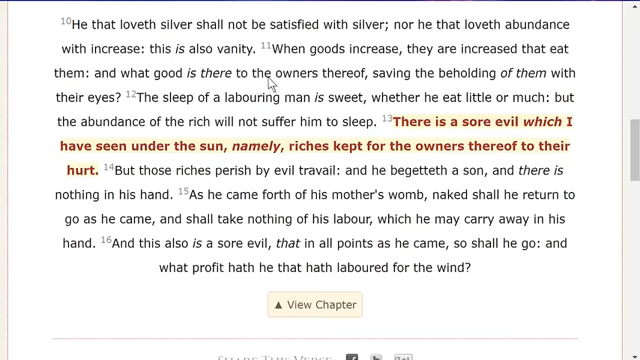 10He that loveth silver shall not be satisfied with silver; nor he that loveth abundance
with increase: this is also vanity. 11When goods increase, they are increased that eat
them: and what good is there to the owners thereof, saving the beholding of them with
their eyes? 12The sleep of a labouring man is sweet, whether he eat little or much: but
the abundance of the rich will not suffer him to sleep. 13There is a sore evil which I
have seen under the sun, namely, riches kept for the owners thereof to their
hurt. 14But those riches perish by evil travail: and he begetteth a son, and there is
nothing in his hand. 15As he came forth of his mother's womb, naked shall he return to
go as he came, and shall take nothing of his labour, which he may carry away in his
hand. 16And this also is a sore evil, that in all points as he came, so shall he go: and
what profit hath he that hath laboured for the wind?
▲ View Chapter
Share This Verse